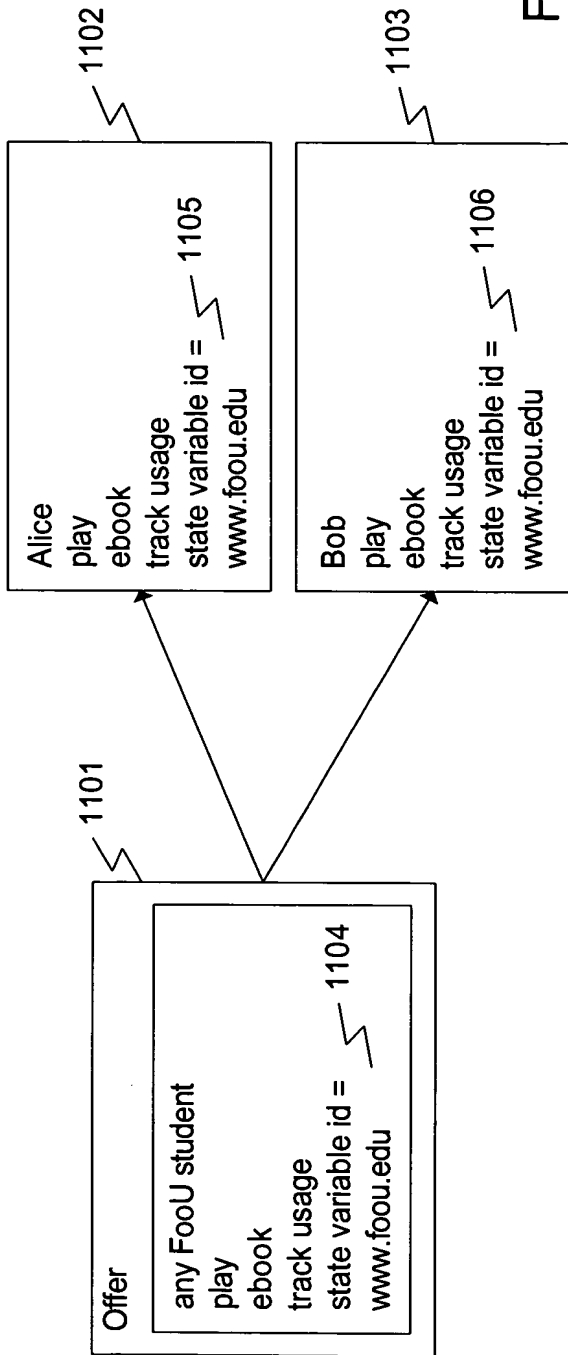 1101
Offer
any FooU student
play
ebook
track usage
state variable id =
www.foou.edu
1104
1102
Alice
play
ebook
track usage
state variable id =
www.foou.edu
1105
1103
Bob
play
ebook
track usage
state variable id =
www.foou.edu
1106
F